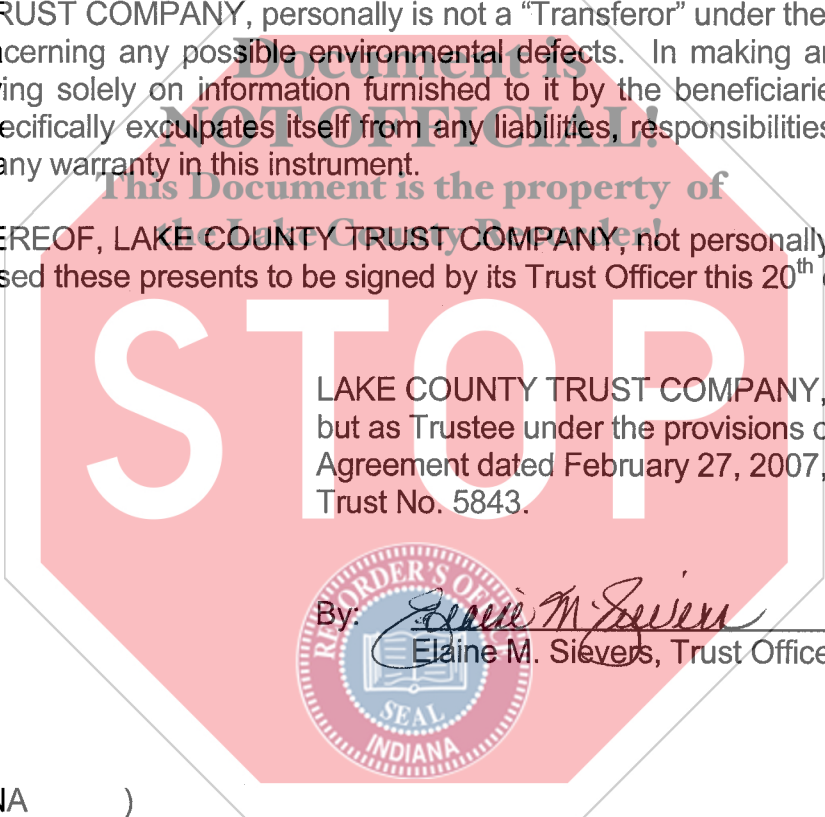 RUST COMPANY, personally is not a “Transferor” under the
cerning any possible environmental defects. In making an
Document is
ing solely on information furnished to it by the beneficiarie
NOT OFFICIAL!
ecifically exculpates itself from any liabilities, responsibilities
any warranty in this instrument.
This Document is the property of
the Lake County Recorder!
EREOF, LAKE COUNTY TRUST COMPANY, not personally
sed these presents to be signed by its Trust Officer this 20th
STOP
LAKE COUNTY TRUST COMPANY,
but as Trustee under the provisions o
Agreement dated February 27, 2007,
Trust No. 5843.
RECORDER'S OF
SEAL
INDIANA
By: Elaine M. Sievers
Elaine M. Sievers, Trust Office
NA )